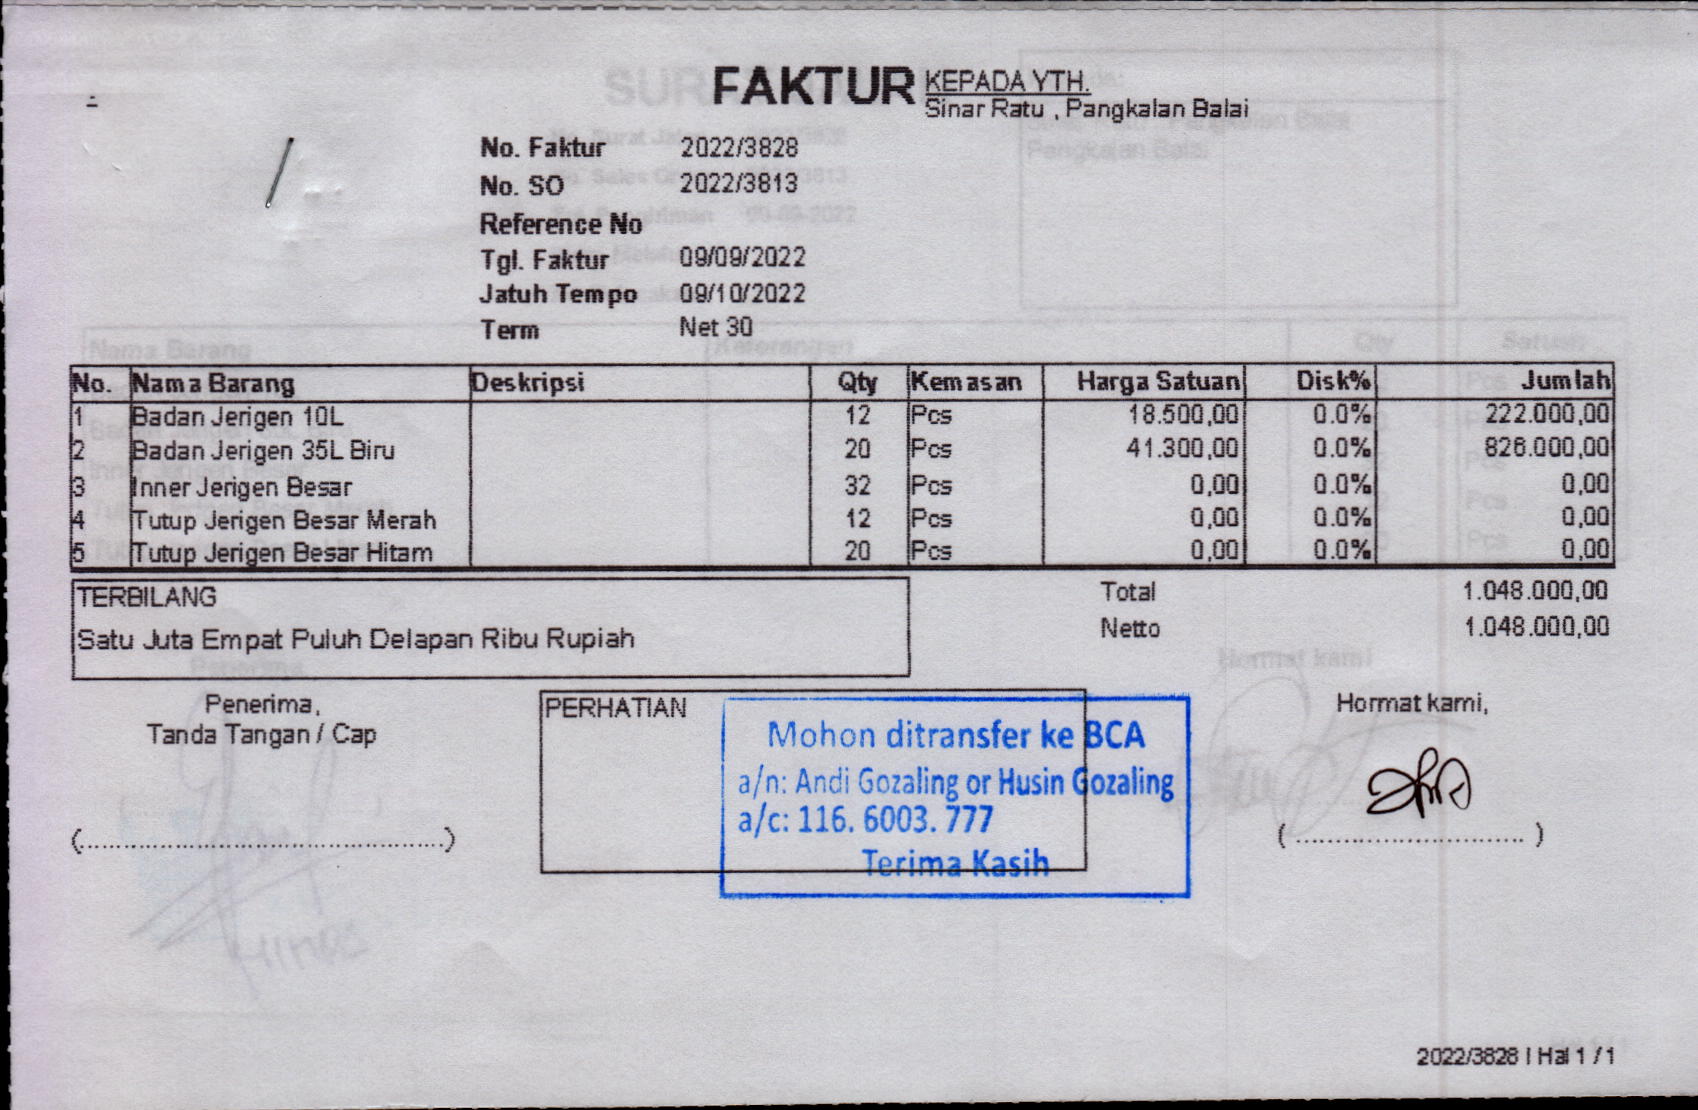 FAKTUR
KEPADA YTH.
Sinar Ratu , Pangkalan Balai
No. Faktur 2022/3828
No. SO 2022/3813
Reference No
Tgl. Faktur 09/09/2022
Jatuh Tempo 09/10/2022
Term Net 30
No. Nama Barang Deskripsi Qty Kemasan Harga Satuan Disk% Jumlah
1 Badan Jerigen 10L 12 Pcs 18.500,00 0.0% 222.000,00
2 Badan Jerigen 35L Biru 20 Pcs 41.300,00 0.0% 826.000,00
3 Inner Jerigen Besar 32 Pcs 0,00 0.0% 0,00
4 Tutup Jerigen Besar Merah 12 Pcs 0,00 0.0% 0,00
5 Tutup Jerigen Besar Hitam 20 Pcs 0,00 0.0% 0,00
TERBILANG
Satu Juta Empat Puluh Delapan Ribu Rupiah
Total 1.048.000,00
Netto 1.048.000,00
Penerima,
Tanda Tangan / Cap
(..........................................)
PERHATIAN
Mohon ditransfer ke BCA
a/n: Andi Gozaling or Husin Gozaling
a/c: 116. 6003. 777
Terima Kasih
Hormat kami,
( ............................ )
2022/3828 | Hal 1 / 1